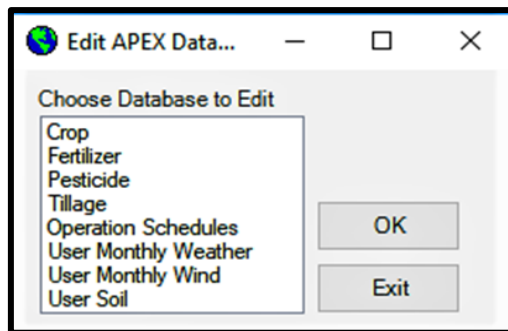 Edit APEX Data...
Choose Database to Edit
Crop
Fertilizer
Pesticide
Tillage
Operation Schedules
User Monthly Weather
User Monthly Wind
User Soil
OK
Exit